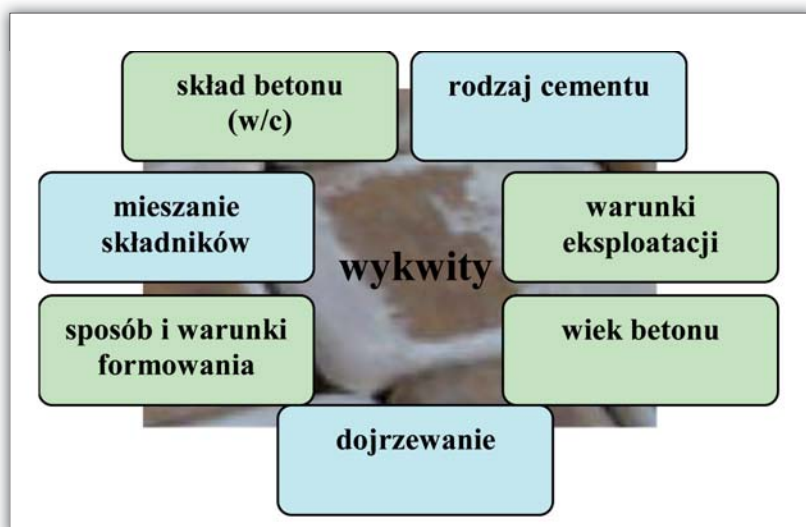 skład betonu
(w/c)
rodzaj cementu
mieszanie
składników
warunki
eksploatacji
wykwity
sposób i warunki
formowania
wiek betonu
dojrzewanie